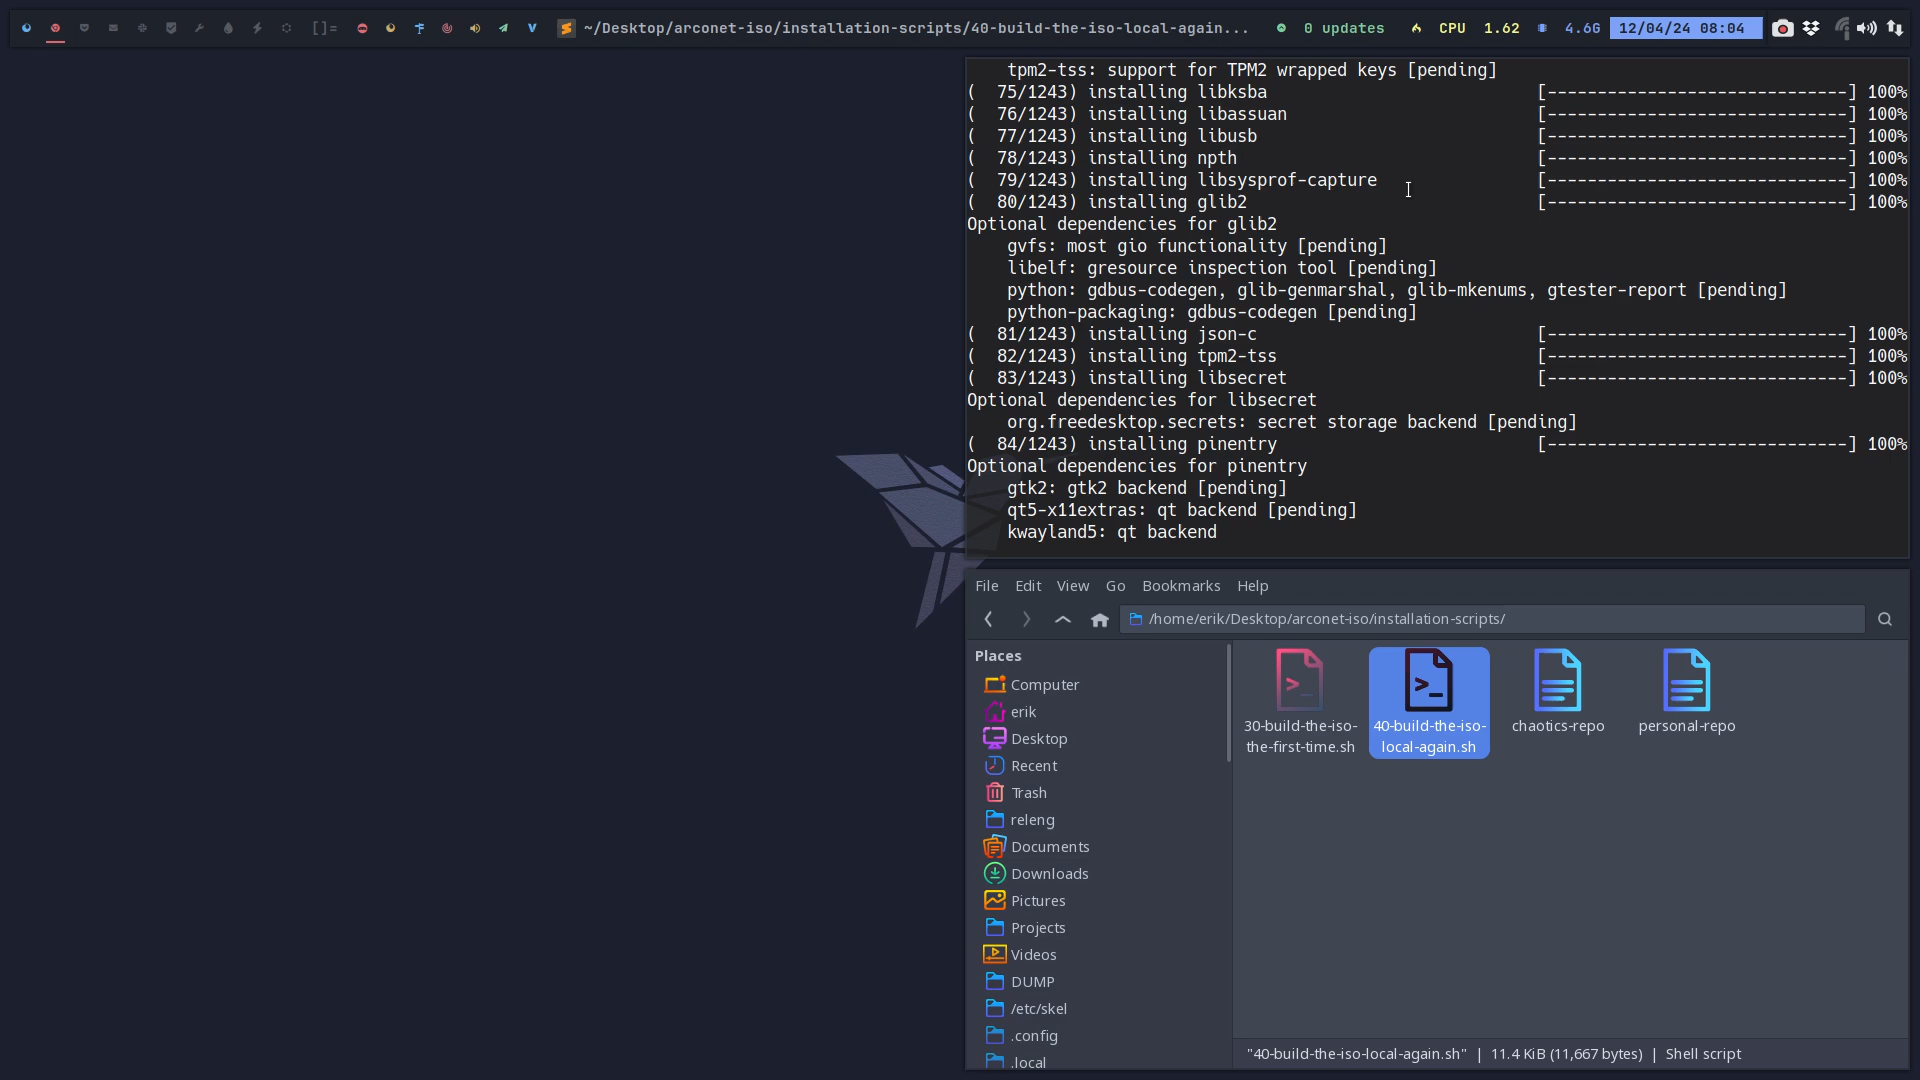 []=
~/Desktop/arconet-iso/installation-scripts/40-build-the-iso-local-again...
0 updates
CPU 1.62
4.6G
12/04/24 08:04
tpm2-tss: support for TPM2 wrapped keys [pending]
( 75/1243) installing libksba [------------------------------] 100%
( 76/1243) installing libassuan [------------------------------] 100%
( 77/1243) installing libusb [------------------------------] 100%
( 78/1243) installing npth [------------------------------] 100%
( 79/1243) installing libsysprof-capture [------------------------------] 100%
( 80/1243) installing glib2 [------------------------------] 100%
Optional dependencies for glib2
gvfs: most gio functionality [pending]
libelf: gresource inspection tool [pending]
python: gdbus-codegen, glib-genmarshal, glib-mkenums, gtester-report [pending]
python-packaging: gdbus-codegen [pending]
( 81/1243) installing json-c [------------------------------] 100%
( 82/1243) installing tpm2-tss [------------------------------] 100%
( 83/1243) installing libsecret [------------------------------] 100%
Optional dependencies for libsecret
org.freedesktop.secrets: secret storage backend [pending]
( 84/1243) installing pinentry [------------------------------] 100%
Optional dependencies for pinentry
gtk2: gtk2 backend [pending]
qt5-x11extras: qt backend [pending]
kwayland5: qt backend
File Edit View Go Bookmarks Help
/home/erik/Desktop/arconet-iso/installation-scripts/
Places
Computer
erik
Desktop
Recent
Trash
releng
Documents
Downloads
Pictures
Projects
Videos
DUMP
/etc/skel
.config
.local
30-build-the-iso-
the-first-time.sh
40-build-the-iso-
local-again.sh
chaotics-repo
personal-repo
"40-build-the-iso-local-again.sh" | 11.4 KiB (11,667 bytes) | Shell script